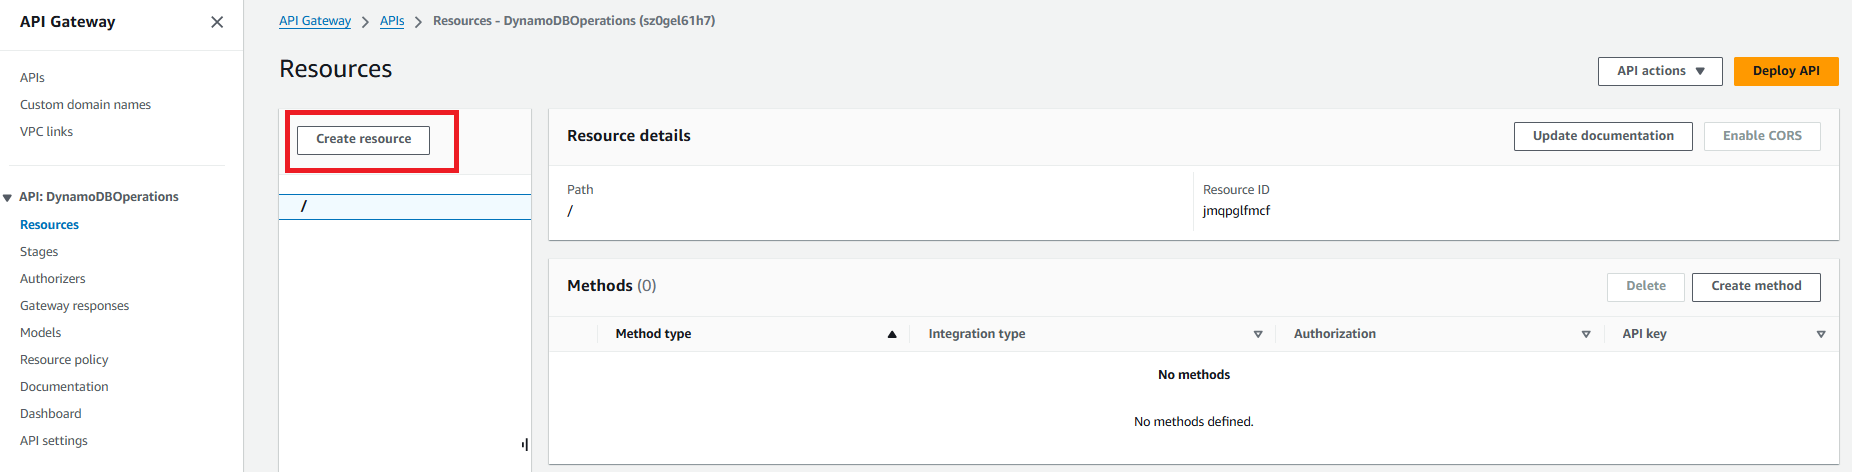 API Gateway
APIs
Custom domain names
VPC links
API: DynamoDBOperations
Resources
Stages
Authorizers
Gateway responses
Models
Resource policy
Documentation
Dashboard
API settings
API Gateway > APIs > Resources - DynamoDBOperations (sz0gel61h7)
Resources
API actions
Deploy API
Create resource
/
Resource details
Update documentation
Enable CORS
Path
/
Resource ID
jmqpglfmcf
Methods (0)
Delete
Create method
Method type
Integration type
Authorization
API key
No methods
No methods defined.